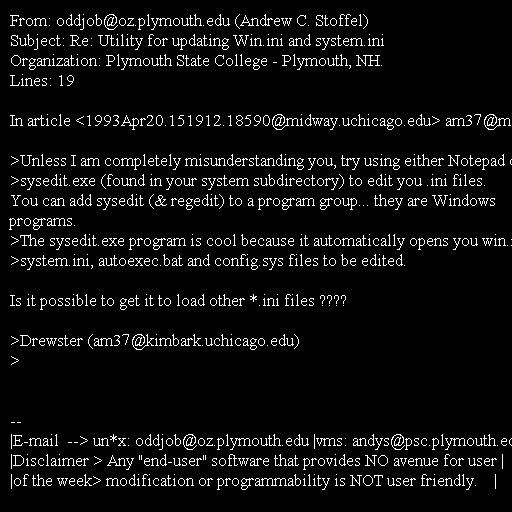 From: oddjob@oz.plymouth.edu (Andrew C. Stoffel)
Subject: Re: Utility for updating Win.ini and system.ini
Organization: Plymouth State College - Plymouth, NH.
Lines: 19

In article <1993Apr20.151912.18590@midway.uchicago.edu> am37@m

>Unless I am completely misunderstanding you, try using either Notepad
>sysedit.exe (found in your system subdirectory) to edit you .ini files.
You can add sysedit (& regedit) to a program group... they are Windows
programs.
>The sysedit.exe program is cool because it automatically opens you win.
>system.ini, autoexec.bat and config.sys files to be edited.

Is it possible to get it to load other *.ini files ????

>Drewster (am37@kimbark.uchicago.edu)
>

--
|E-mail  --> un*x: oddjob@oz.plymouth.edu |vms: andys@psc.plymouth.ed
|Disclaimer > Any "end-user" software that provides NO avenue for user |
|of the week> modification or programmability is NOT user friendly.    |